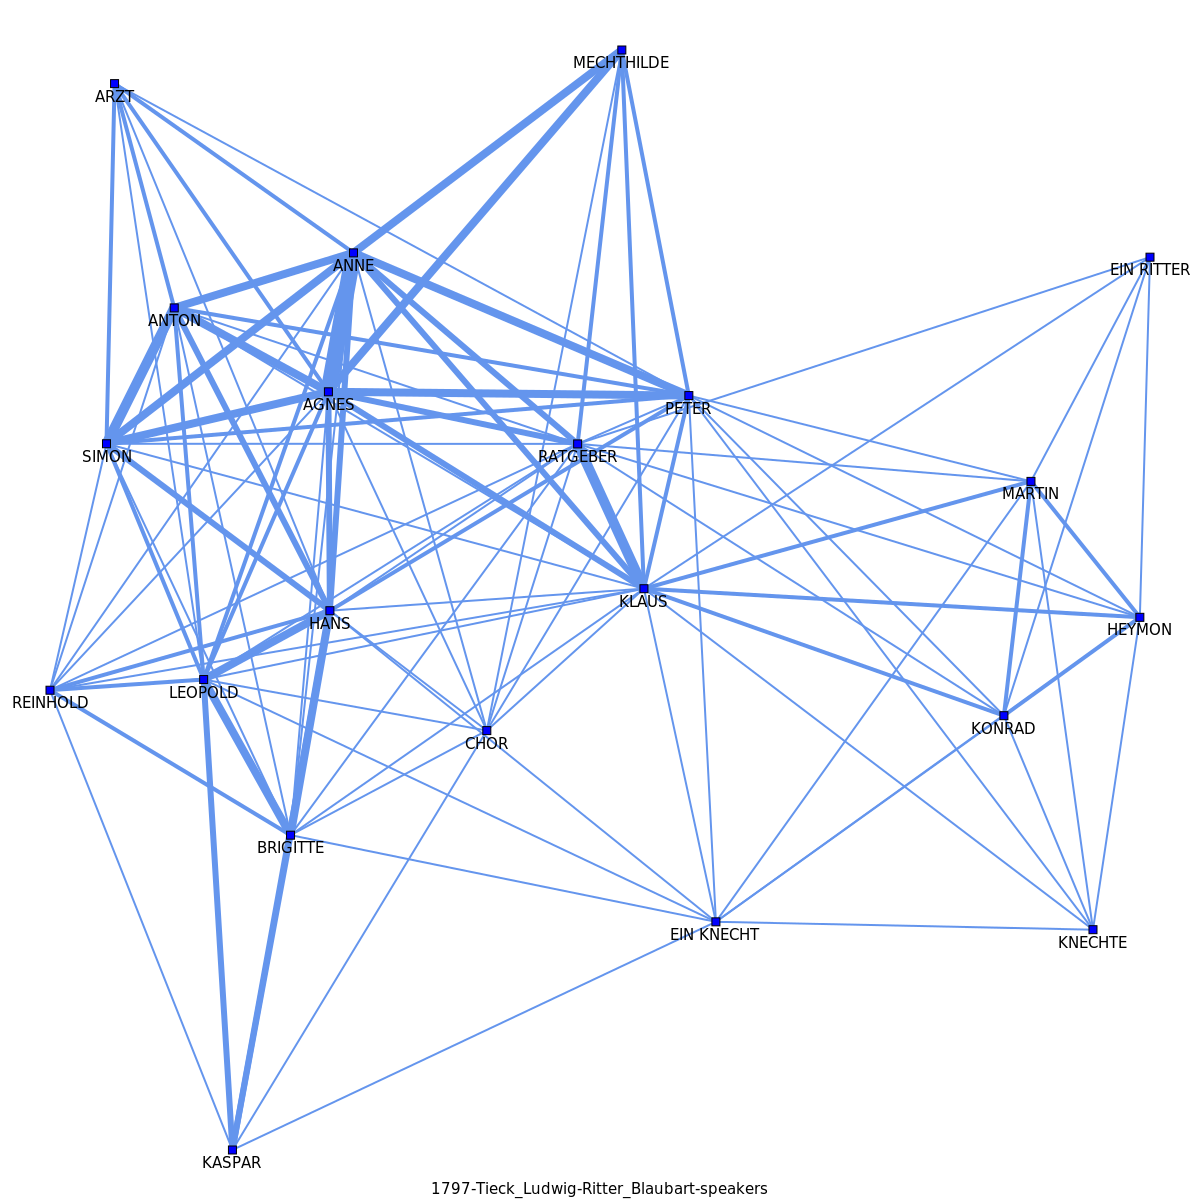 MECHTHILDE
ARZT
ANNE
EIN RITTER
ANTON
AGNES
PETER
SIMON
RATGEBER
MARTIN
KLAUS
HANS
HEYMON
LEOPOLD
REINHOLD
KONRAD
CHOR
BRIGITTE
EIN KNECHT
KNECHTE
KASPAR
1797-Tieck_Ludwig-Ritter_Blaubart-speakers